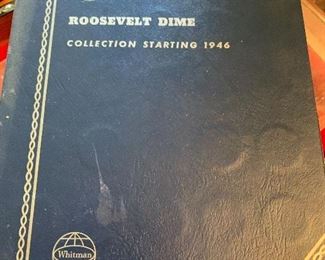 ROOSEVELT DIME
COLLECTION STARTING 1946
Whitman